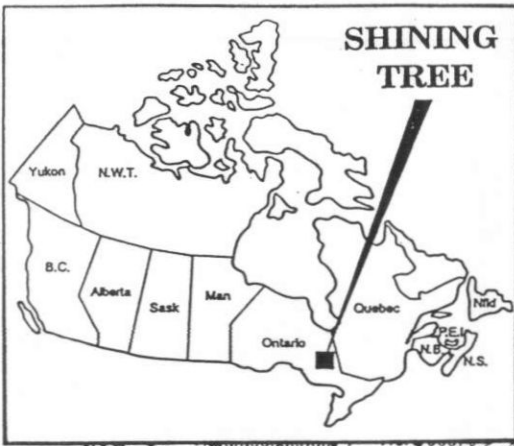 SHINING
TREE
Yukon
N.W.T.
B.C.
Alberta
Sask
Man
Ontario
Quebec
Nfld
P.E.I.
N.B.
N.S.